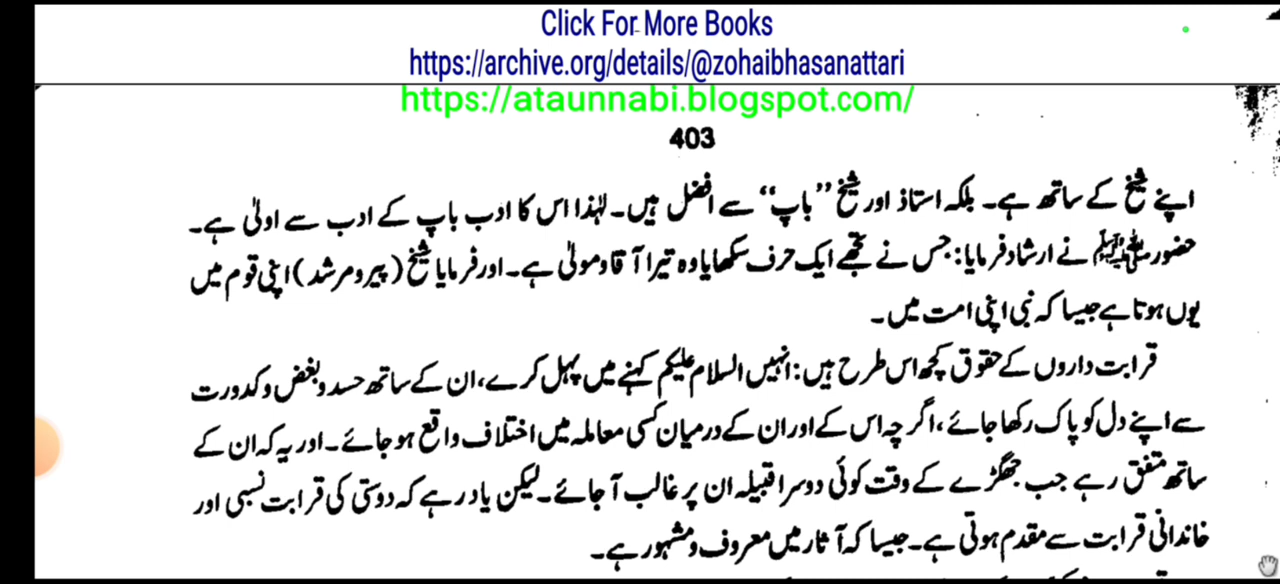 Click For More Books
https://archive.org/details/@zohaibhasanattari
https://ataunnabi.blogspot.com/
403
اپنے شیخ کے ساتھ ہے۔ بلکہ استاذ اور شیخ ”باپ“ سے افضل ہیں۔ لہٰذا اس کا ادب باپ کے ادب سے اولیٰ ہے۔
حضور ﷺ نے ارشاد فرمایا: جس نے تجھے ایک حرف سکھایا وہ تیرا آقا و مولیٰ ہے۔ اور فرمایا شیخ (پیر و مرشد) اپنی قوم میں
یوں ہوتا ہے جیسا کہ نبی اپنی امت میں۔
قرابت داروں کے حقوق کچھ اس طرح ہیں: انہیں السلام علیکم کہنے میں پہل کرے، ان کے ساتھ حسد و بغض و کدورت
سے اپنے دل کو پاک رکھا جائے، اگرچہ اس کے اور ان کے درمیان کسی معاملہ میں اختلاف واقع ہو جائے۔ اور یہ کہ ان کے
ساتھ متفق رہے جب جھگڑے کے وقت کوئی دوسرا قبیلہ ان پر غالب آ جائے۔ لیکن یاد رہے کہ دوستی کی قرابت نسبی اور
خاندانی قرابت سے مقدم ہوتی ہے۔ جیسا کہ آثار میں معروف و مشہور ہے۔